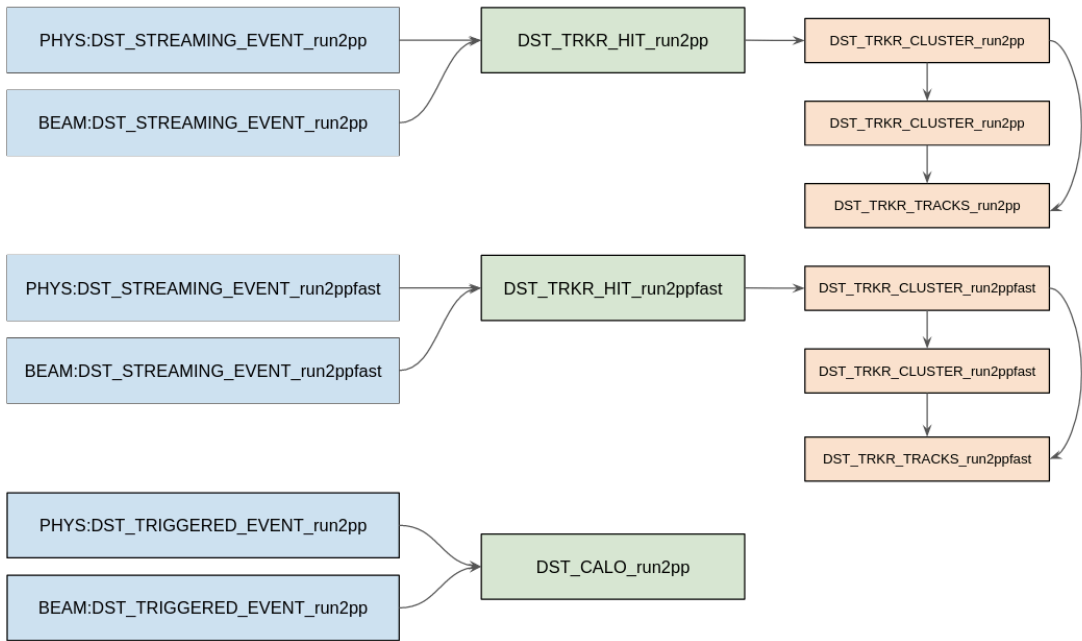 PHYS:DST_STREAMING_EVENT_run2pp
BEAM:DST_STREAMING_EVENT_run2pp
DST_TRKR_HIT_run2pp
DST_TRKR_CLUSTER_run2pp
DST_TRKR_CLUSTER_run2pp
DST_TRKR_TRACKS_run2pp
PHYS:DST_STREAMING_EVENT_run2ppfast
BEAM:DST_STREAMING_EVENT_run2ppfast
DST_TRKR_HIT_run2ppfast
DST_TRKR_CLUSTER_run2ppfast
DST_TRKR_CLUSTER_run2ppfast
DST_TRKR_TRACKS_run2ppfast
PHYS:DST_TRIGGERED_EVENT_run2pp
BEAM:DST_TRIGGERED_EVENT_run2pp
DST_CALO_run2pp